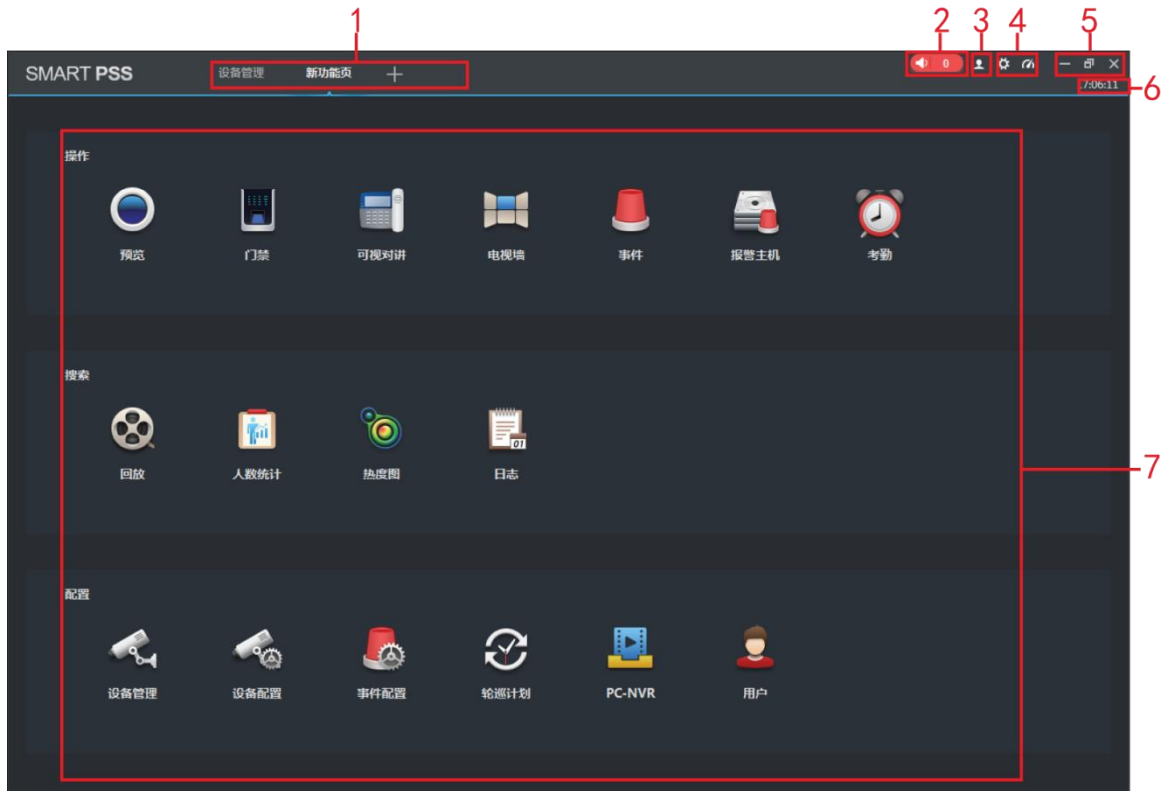 1 2 3 4 5
SMART PSS 设备管理 新功能页 0
7:06:11 6
操作
预览 门禁 可视对讲 电视墙 事件 报警主机 考勤
搜索
01
回放 人数统计 热度图 日志
7
配置
设备管理 设备配置 事件配置 轮巡计划 PC-NVR 用户